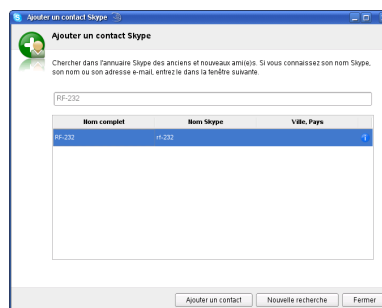 Ajouter un contact Skype
Ajouter un contact Skype
Chercher dans l'annuaire Skype des anciens et nouveaux ami(e)s. Si vous connaissez son nom Skype,
son nom ou son adresse e-mail, entrez le dans le fenêtre suivante.
RF-232
Nom complet Nom Skype Ville, Pays
RF-232 rf-232
Ajouter un contact Nouvelle recherche Fermer